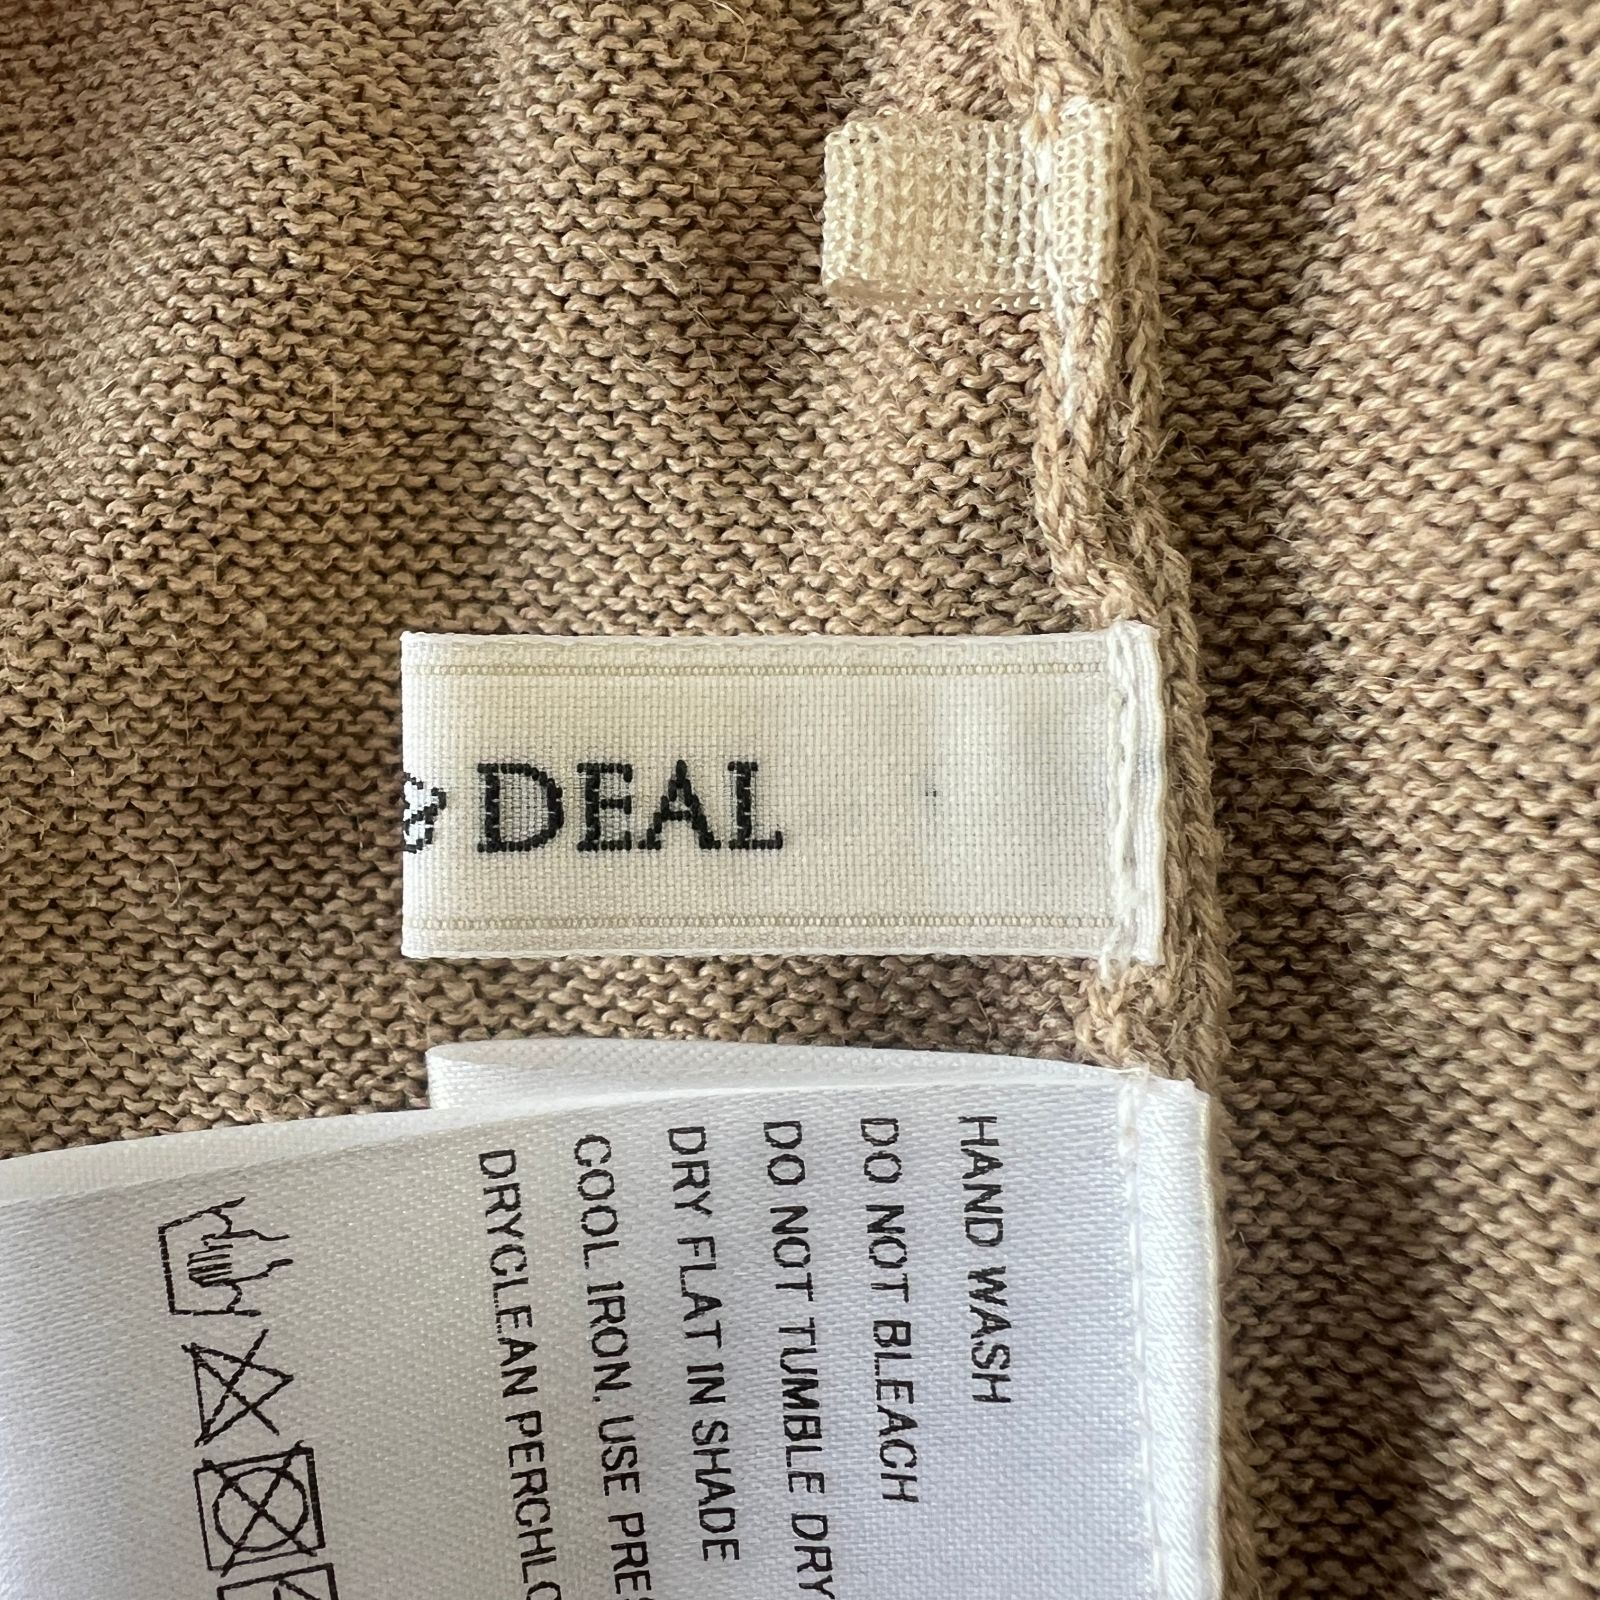 & DEAL
HAND WASH
DO NOT BLEACH
DO NOT TUMBLE DRY
DRY FLAT IN SHADE
COOL IRON. USE PRES
DRYCLEAN PERCHLO